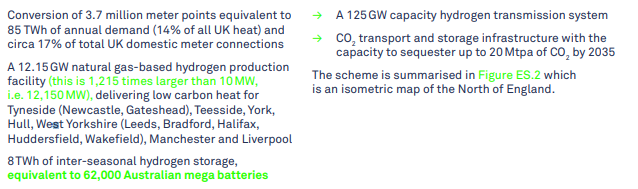 Conversion of 3.7 million meter points equivalent to
85 TWh of annual demand (14% of all UK heat) and
circa 17% of total UK domestic meter connections
A 12.15 GW natural gas-based hydrogen production
facility (this is 1,215 times larger than 10 MW,
i.e. 12,150 MW), delivering low carbon heat for
Tyneside (Newcastle, Gateshead), Teesside, York,
Hull, West Yorkshire (Leeds, Bradford, Halifax,
Huddersfield, Wakefield), Manchester and Liverpool
8 TWh of inter-seasonal hydrogen storage,
equivalent to 62,000 Australian mega batteries
→ A 125 GW capacity hydrogen transmission system
→ CO₂ transport and storage infrastructure with the
capacity to sequester up to 20 Mtpa of CO₂ by 2035
The scheme is summarised in Figure ES.2 which
is an isometric map of the North of England.